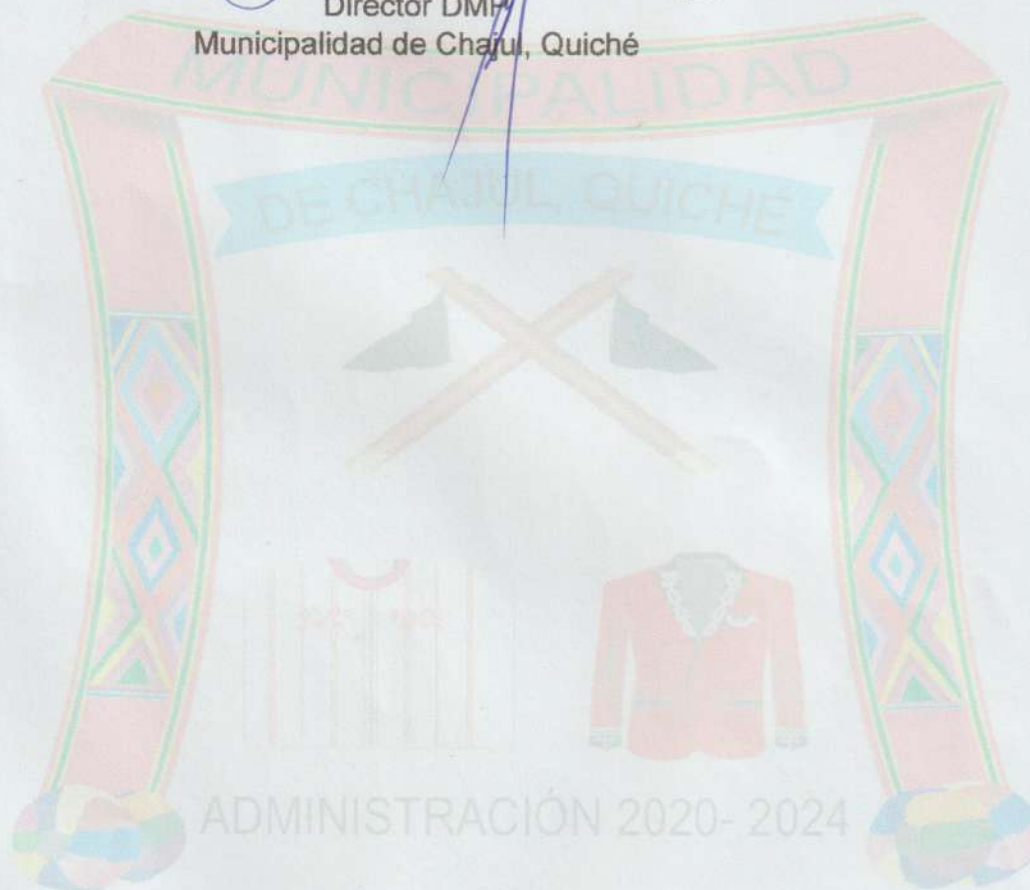 Director DMP
Municipalidad de Chajul, Quiché
MUNICIPALIDAD
DE CHAJUL, QUICHÉ
ADMINISTRACIÓN 2020- 2024